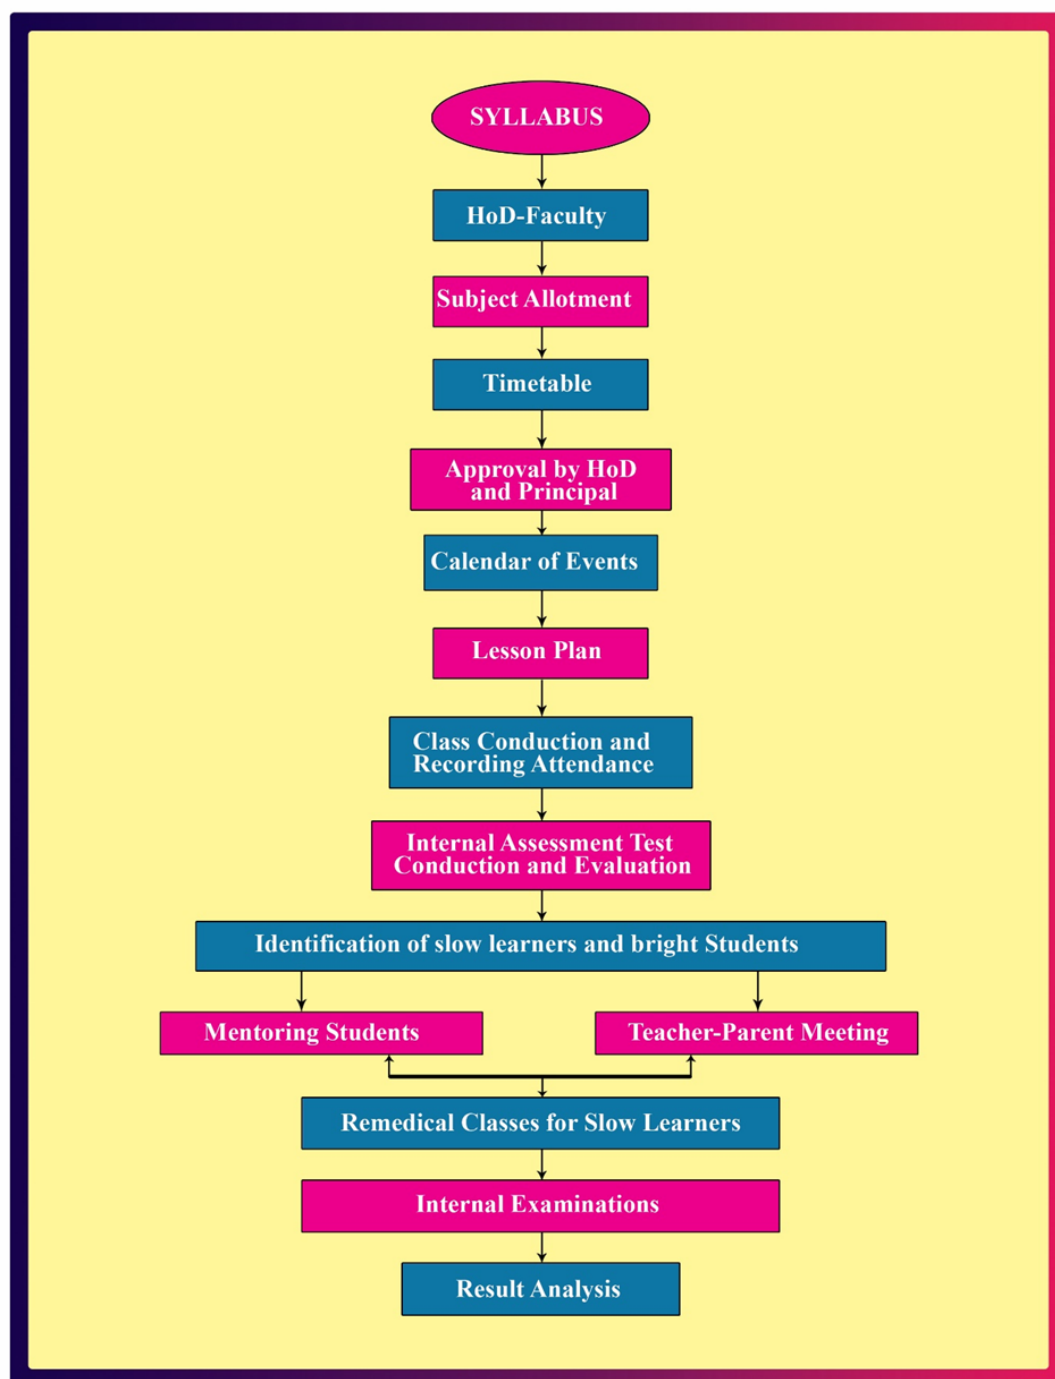 SYLLABUS
HoD-Faculty
Subject Allotment
Timetable
Approval by HoD
and Principal
Calendar of Events
Lesson Plan
Class Conduction and
Recording Attendance
Internal Assessment Test
Conduction and Evaluation
Identification of slow learners and bright Students
Mentoring Students
Teacher-Parent Meeting
Remedical Classes for Slow Learners
Internal Examinations
Result Analysis